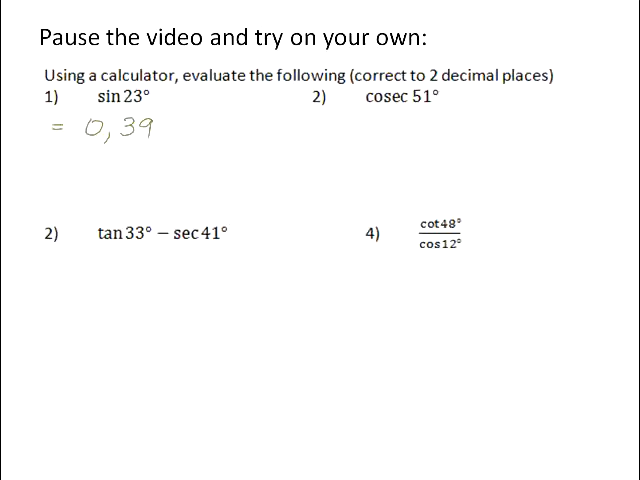 Pause the video and try on your own:
Using a calculator, evaluate the following (correct to 2 decimal places)
1) sin 23° 2) cosec 51°
= 0,39
2) tan 33° − sec 41° 4) cot48°
cos12°